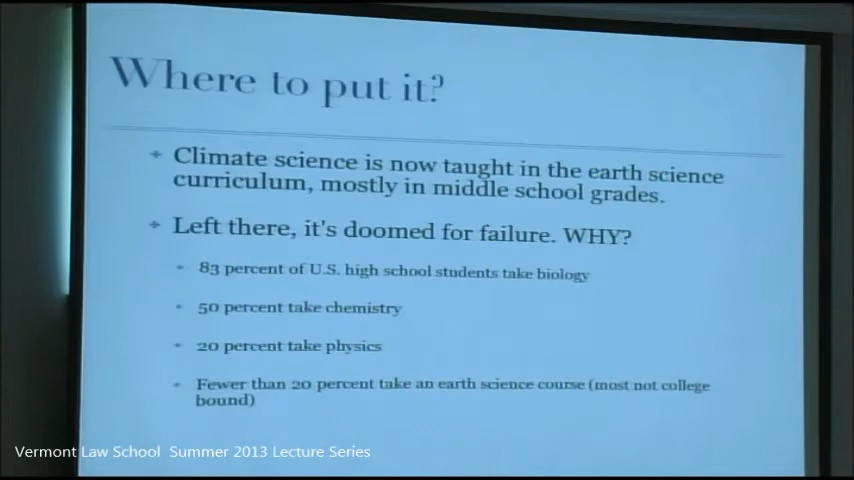 Where to put it?
Climate science is now taught in the earth science
curriculum, mostly in middle school grades.
Left there, it's doomed for failure. WHY?
83 percent of U.S. high school students take biology
50 percent take chemistry
20 percent take physics
Fewer than 20 percent take an earth science course (most not college
bound)
Vermont Law School  Summer 2013 Lecture Series